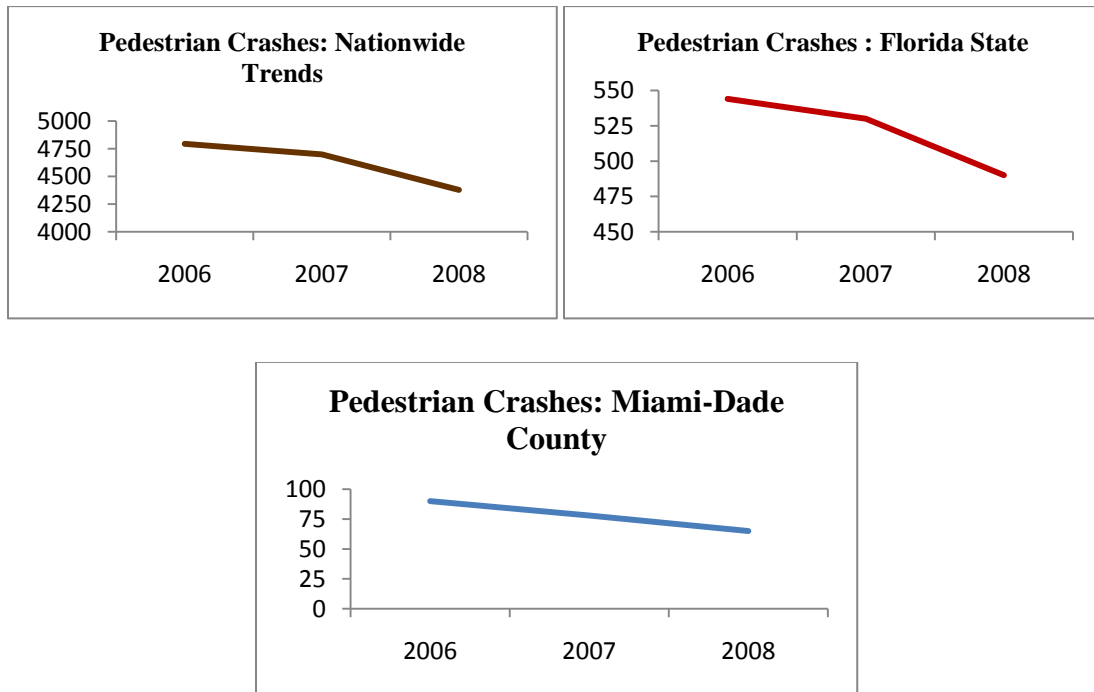 Pedestrian Crashes: Nationwide
Trends
5000
4750
4500
4250
4000
2006 2007 2008
Pedestrian Crashes : Florida State
550
525
500
475
450
2006 2007 2008
Pedestrian Crashes: Miami-Dade
County
100
75
50
25
0
2006 2007 2008